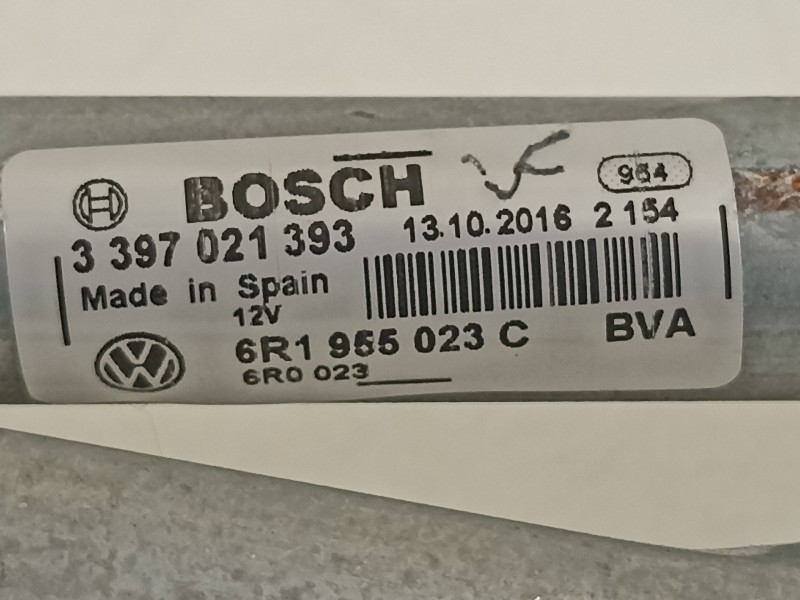 BOSCH 964
3 397 021 393 13.10.2016 2 154
Made in Spain
12V
6R1 955 023 C BVA
6R0 023